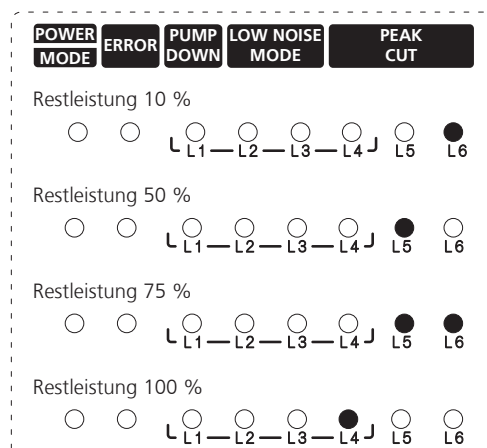 POWER ERROR PUMP LOW NOISE PEAK
MODE DOWN MODE CUT
Restleistung 10 %
L1 L2 L3 L4 L5 L6
Restleistung 50 %
L1 L2 L3 L4 L5 L6
Restleistung 75 %
L1 L2 L3 L4 L5 L6
Restleistung 100 %
L1 L2 L3 L4 L5 L6